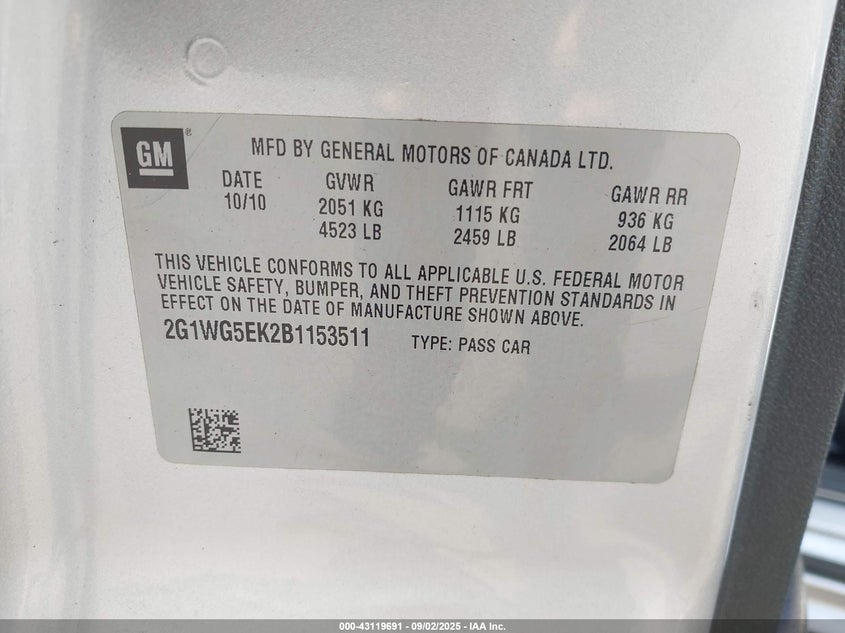 GM ®
MFD BY GENERAL MOTORS OF CANADA LTD.
DATE GVWR GAWR FRT GAWR RR
10/10 2051 KG 1115 KG 936 KG
4523 LB 2459 LB 2064 LB
THIS VEHICLE CONFORMS TO ALL APPLICABLE U.S. FEDERAL MOTOR
VEHICLE SAFETY, BUMPER, AND THEFT PREVENTION STANDARDS IN
EFFECT ON THE DATE OF MANUFACTURE SHOWN ABOVE.
2G1WG5EK2B1153511 TYPE: PASS CAR
000-43119691 - 09/02/2025 - IAA Inc.